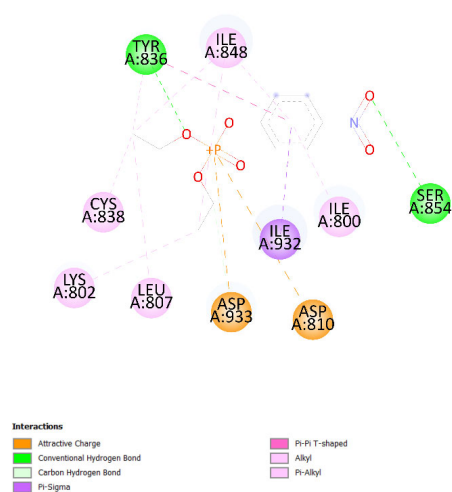 TYR
A:836
ILE
A:848
O
O
+P
O
O
N
O
O
CYS
A:838
ILE
A:932
ILE
A:800
SER
A:854
LYS
A:802
LEU
A:807
ASP
A:933
ASP
A:810
Interactions
Attractive Charge
Conventional Hydrogen Bond
Carbon Hydrogen Bond
Pi-Sigma
Pi-Pi T-shaped
Alkyl
Pi-Alkyl